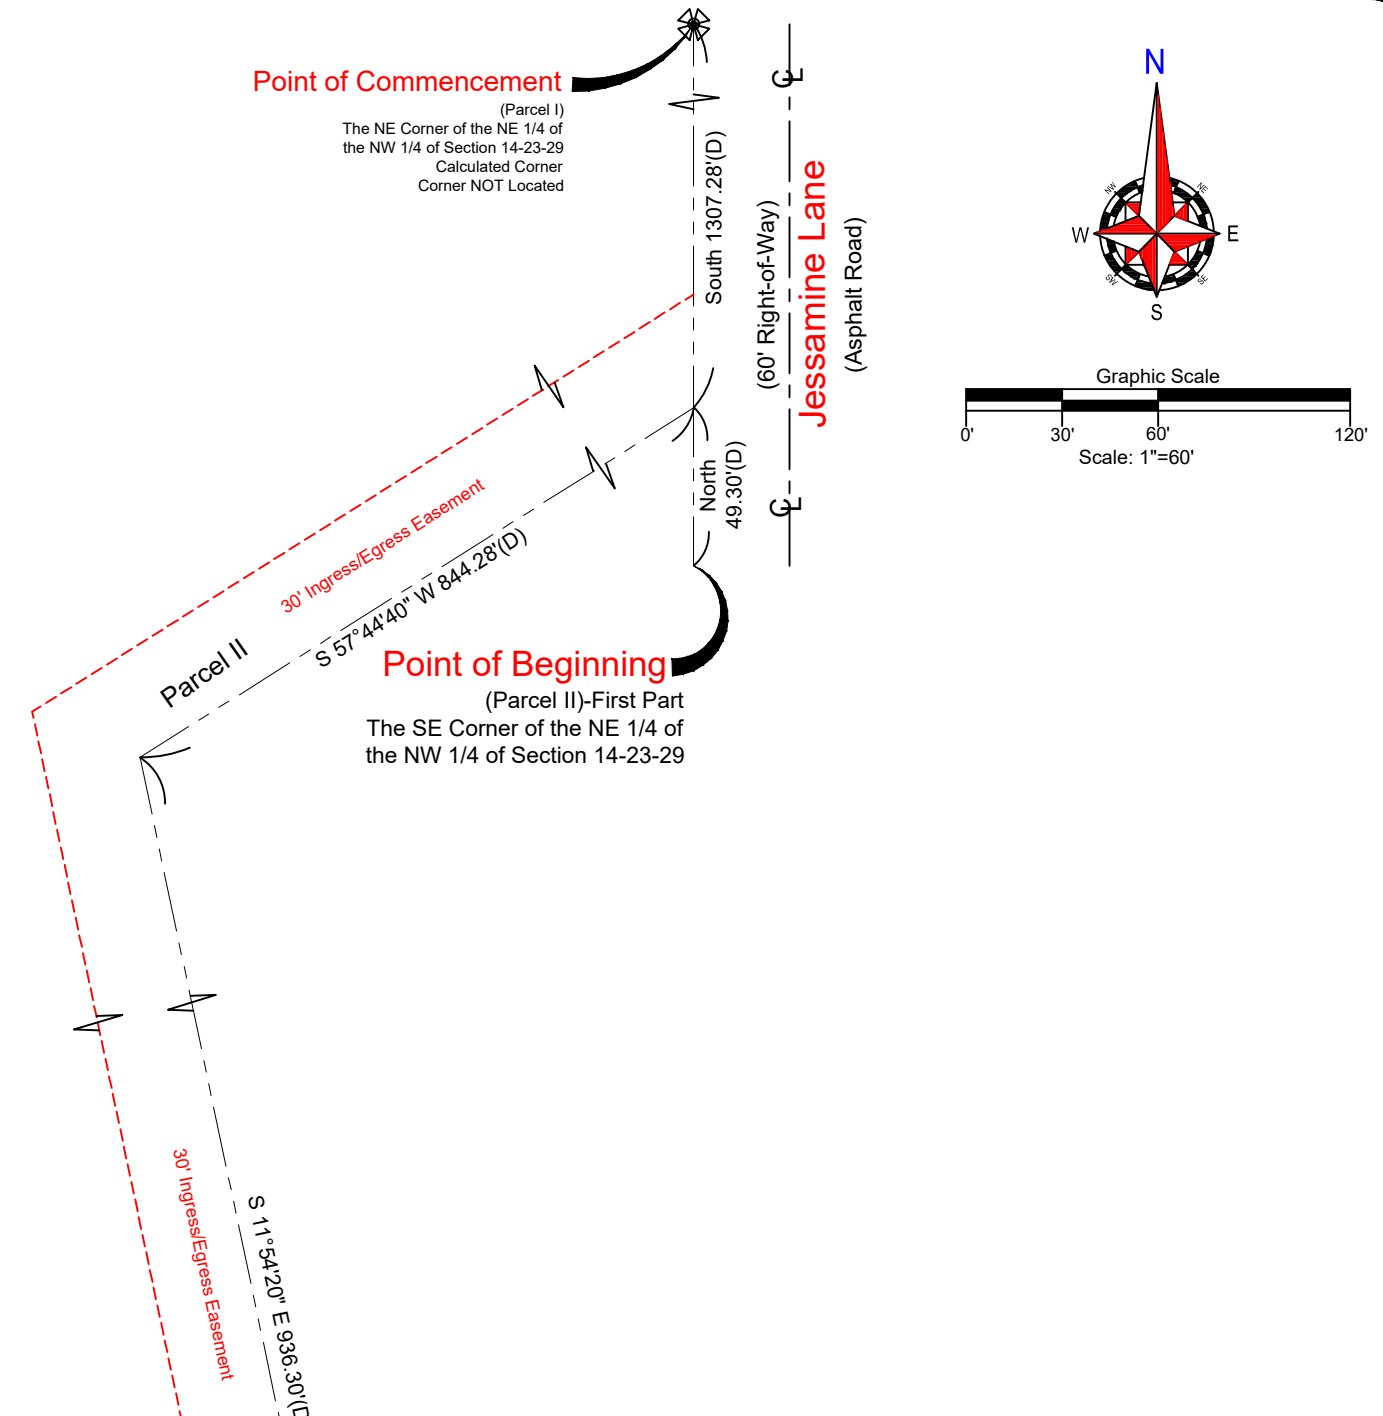 Point of Commencement
(Parcel I)
The NE Corner of the NE 1/4 of
the NW 1/4 of Section 14-23-29
Calculated Corner
Corner NOT Located
South 1307.28'(D)
(60' Right-of-Way)
Jessamine Lane
(Asphalt Road)
CL
CL
N
NW
NE
W
E
SW
SE
S
Graphic Scale
0'
30'
60'
120'
Scale: 1"=60'
North
49.30'(D)
30' Ingress/Egress Easement
S 57°44'40" W 844.28'(D)
Parcel II
Point of Beginning
(Parcel II)-First Part
The SE Corner of the NE 1/4 of
the NW 1/4 of Section 14-23-29
30' Ingress/Egress Easement
S 11°54'20" E 936.30'(D